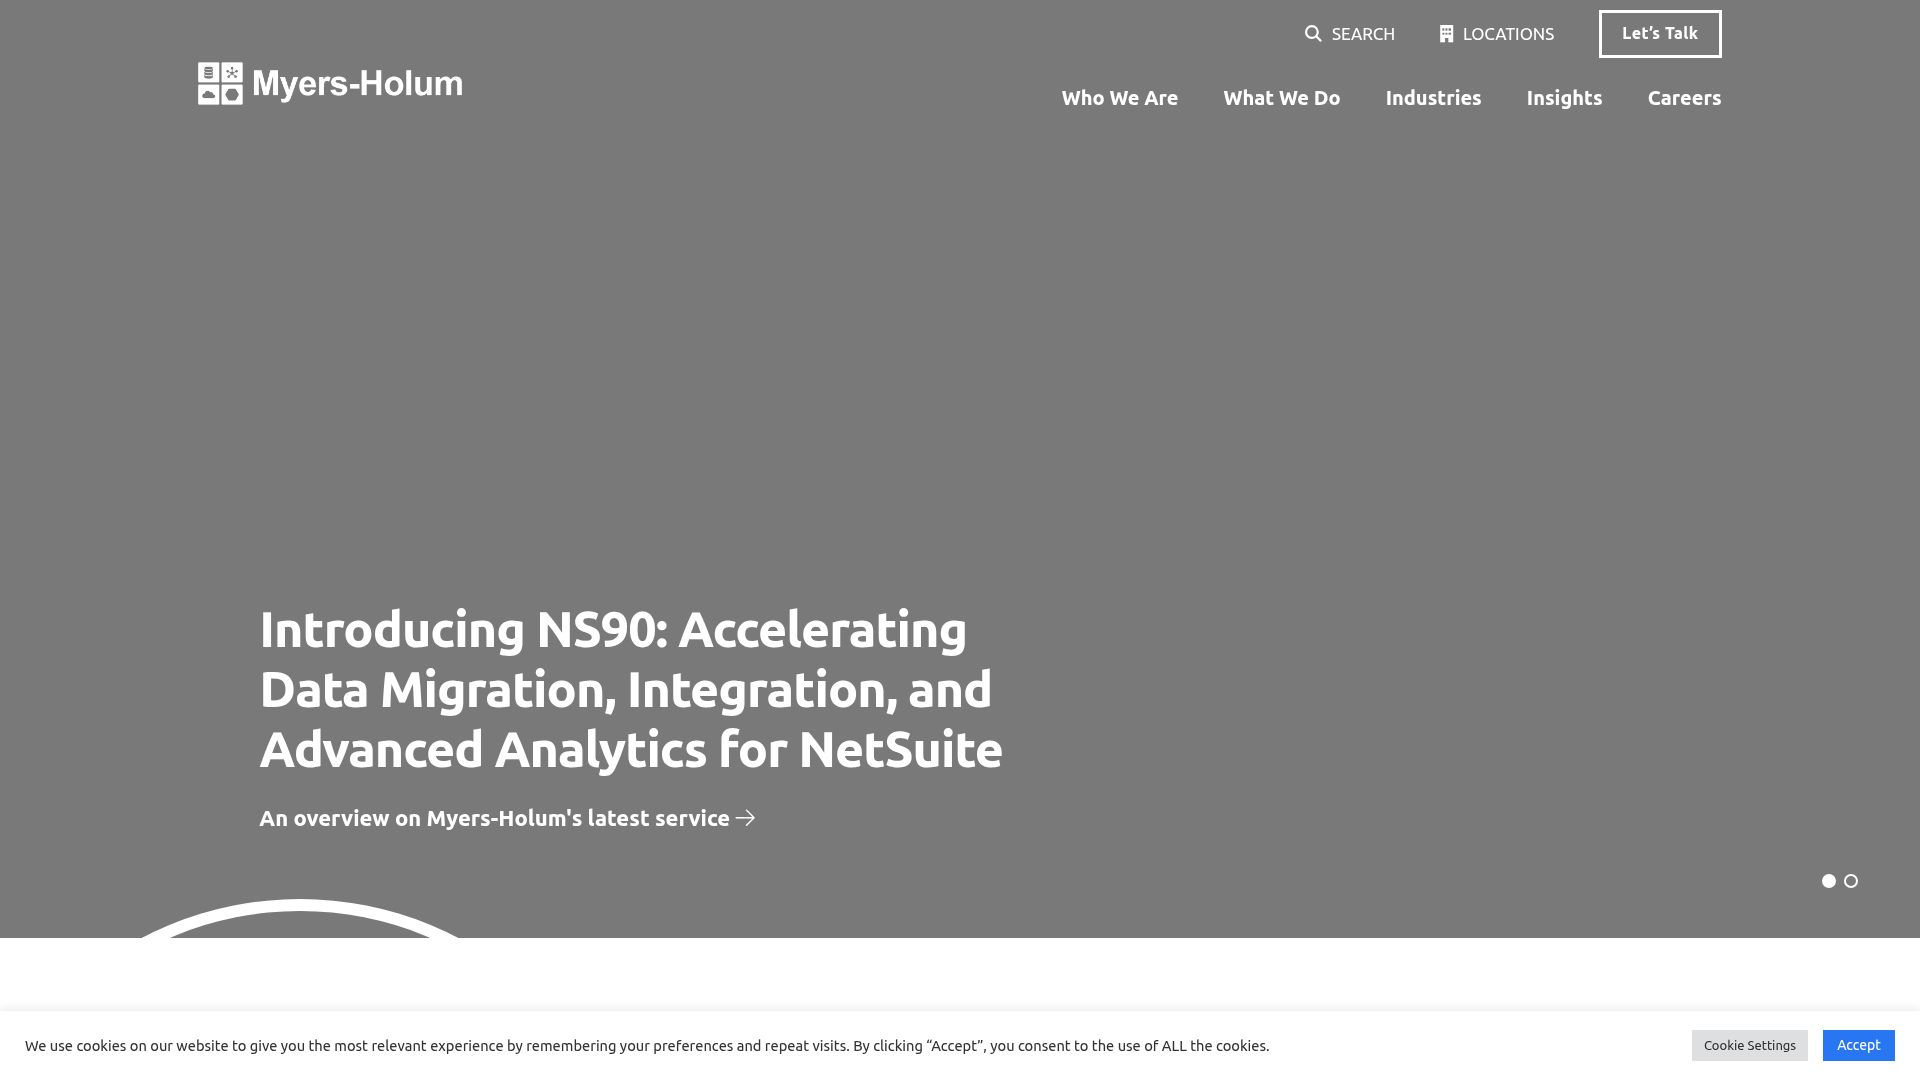 SEARCH
LOCATIONS
Let’s Talk
Myers-Holum
Who We Are
What We Do
Industries
Insights
Careers
Introducing NS90: Accelerating
Data Migration, Integration, and
Advanced Analytics for NetSuite
An overview on Myers-Holum's latest service
We use cookies on our website to give you the most relevant experience by remembering your preferences and repeat visits. By clicking “Accept”, you consent to the use of ALL the cookies.
Cookie Settings
Accept